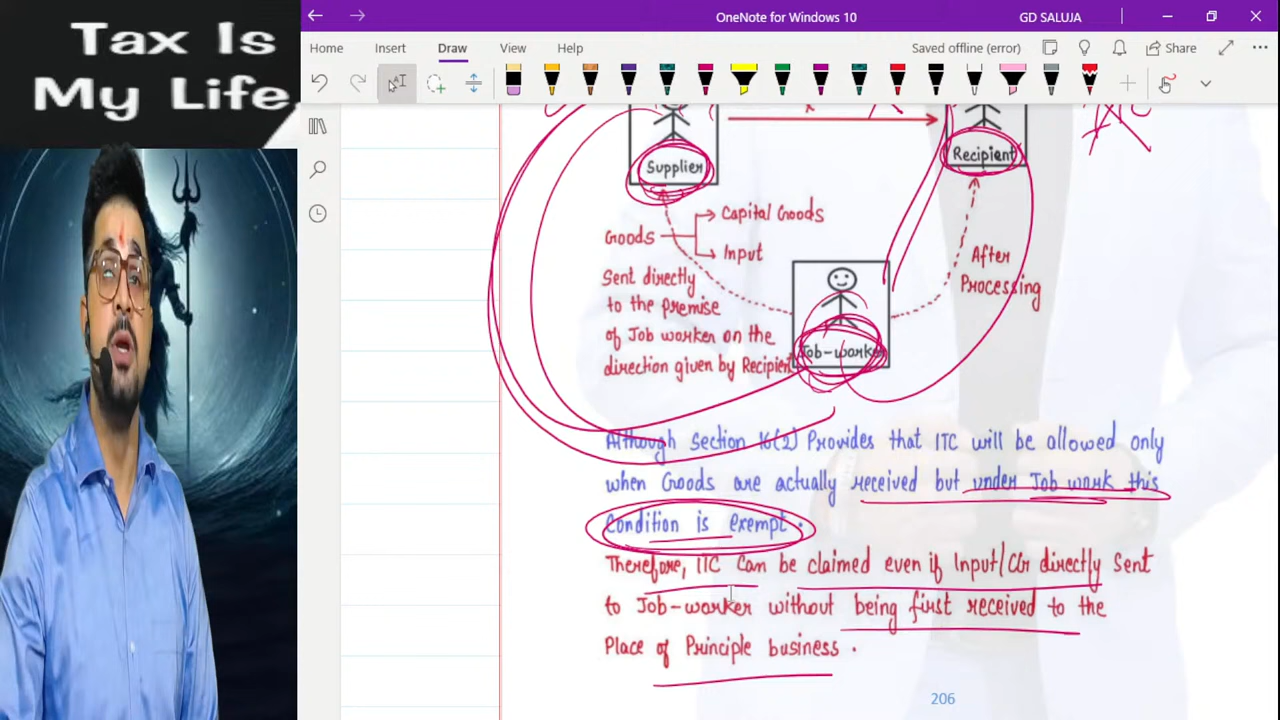 Tax Is
My Life,
OneNote for Windows 10
GD SALUJA
Home
Insert
Draw
View
Help
Saved offline (error)
Share
Supplier
Recipient
Goods
Capital Goods
Input
Sent directly
to the premise
of Job worker on the
direction given by Recipient
Job-worker
After
Processing
Although Section 16(2) Provides that ITC will be allowed only
when Goods are actually received but under Job work this
Condition is exempt.
Therefore, ITC Can be claimed even if Input/CG directly Sent
to Job-worker without being first received to the
Place of Principle business.
206